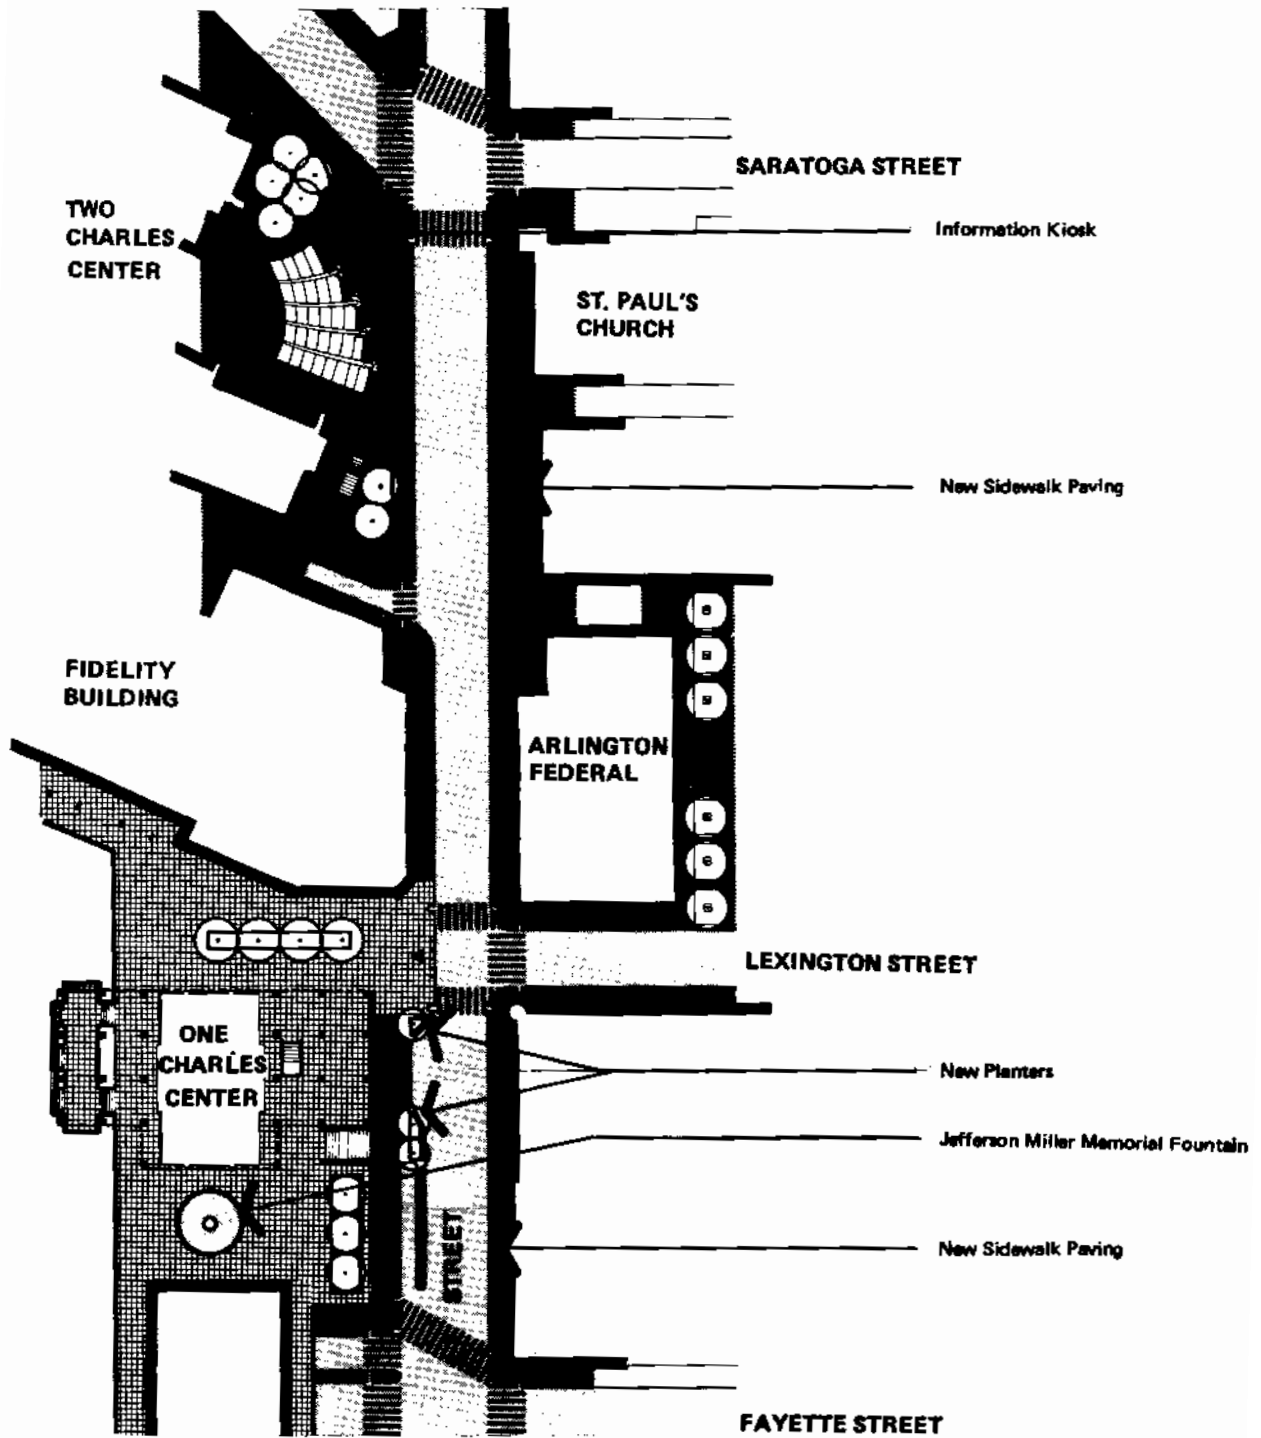 SARATOGA STREET
Information Kiosk
TWO
CHARLES
CENTER
ST. PAUL'S
CHURCH
New Sidewalk Paving
FIDELITY
BUILDING
ARLINGTON
FEDERAL
LEXINGTON STREET
ONE
CHARLES
CENTER
New Planters
Jefferson Miller Memorial Fountain
STREET
New Sidewalk Paving
FAYETTE STREET